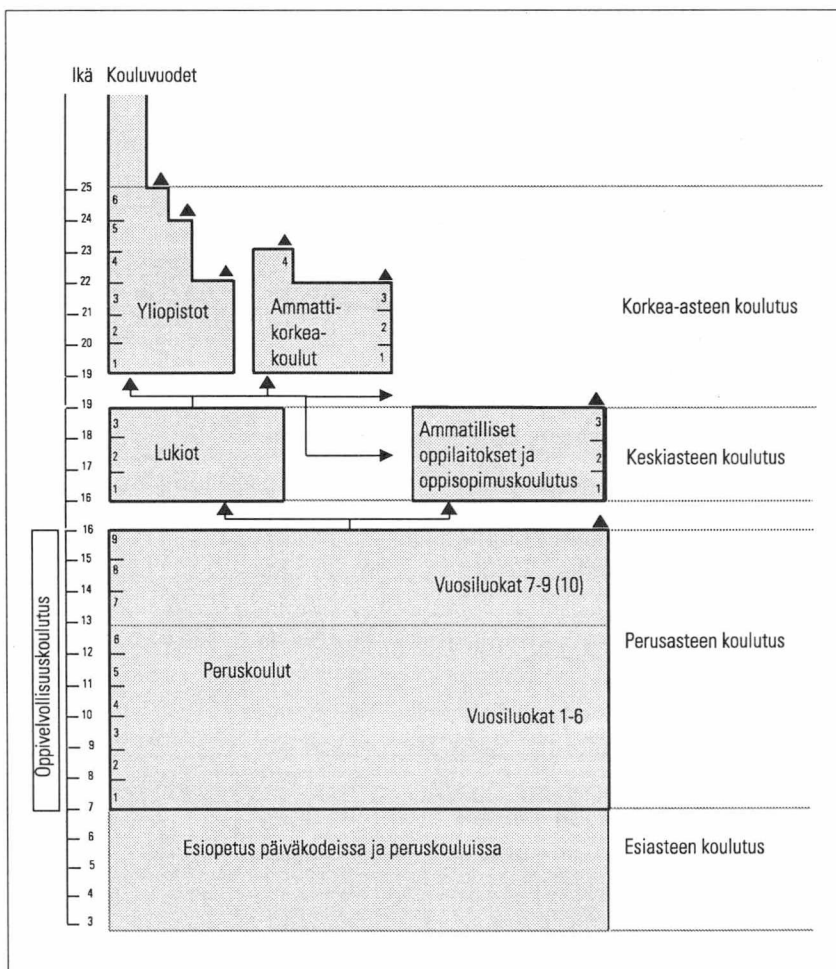 Ikä Kouluvuodet
25
6
24
5
23
4
4
22
3
3
21
Yliopistot
Ammatti-
Korkea-asteen koulutus
2
korkea-
2
20
koulut
1
1
19
19
3
Ammatilliset
3
18
Lukiot
oppilaitokset ja
Keskiasteen koulutus
2
oppisopimuskoulutus
2
17
1
1
16
16
9
15
8
Vuosiluokat 7-9 (10)
14
7
13
6
12
Perusasteen koulutus
5
Peruskoulut
11
4
10
Vuosiluokat 1-6
3
9
2
8
1
7
Oppivelvollisuuskoulutus
6
Esiopetus päiväkodeissa ja peruskouluissa
Esiasteen koulutus
5
4
3